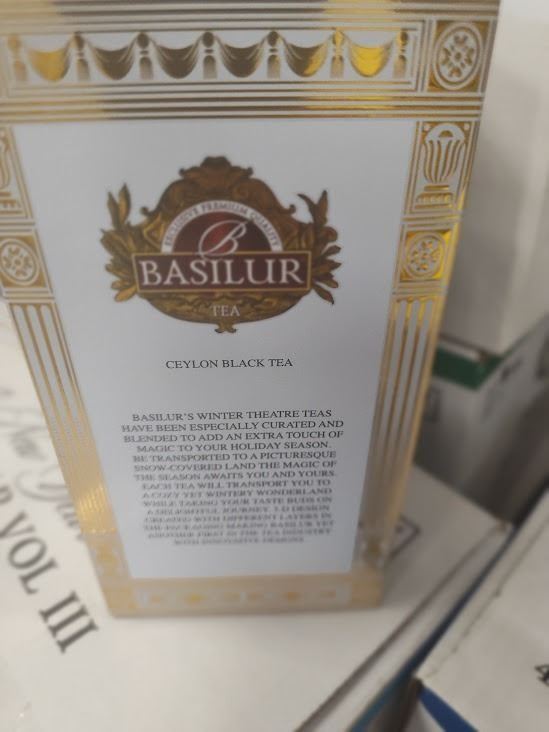 EXCLUSIVE PREMIUM QUALITY
B
BASILUR
TEA
CEYLON BLACK TEA
BASILUR'S WINTER THEATRE TEAS
HAVE BEEN ESPECIALLY CURATED AND
BLENDED TO ADD AN EXTRA TOUCH OF
MAGIC TO YOUR HOLIDAY SEASON.
BE TRANSPORTED TO A PICTURESQUE
SNOW-COVERED LAND THE MAGIC OF
THE SEASON AWAITS YOU AND YOURS.
EACH TEA WILL TRANSPORT YOU TO
A COZY YET WINTERY WONDERLAND
WHILE TAKING YOUR TASTE BUDS ON
A DELIGHTFUL JOURNEY. 3-D DESIGN
CREATED WITH DIFFERENT LAYERS IN
THE PACKAGING MAKING BASILUR YET
ANOTHER FIRST IN THE TEA INDUSTRY
WITH INNOVATIVE DESIGNS.
VOL III
4